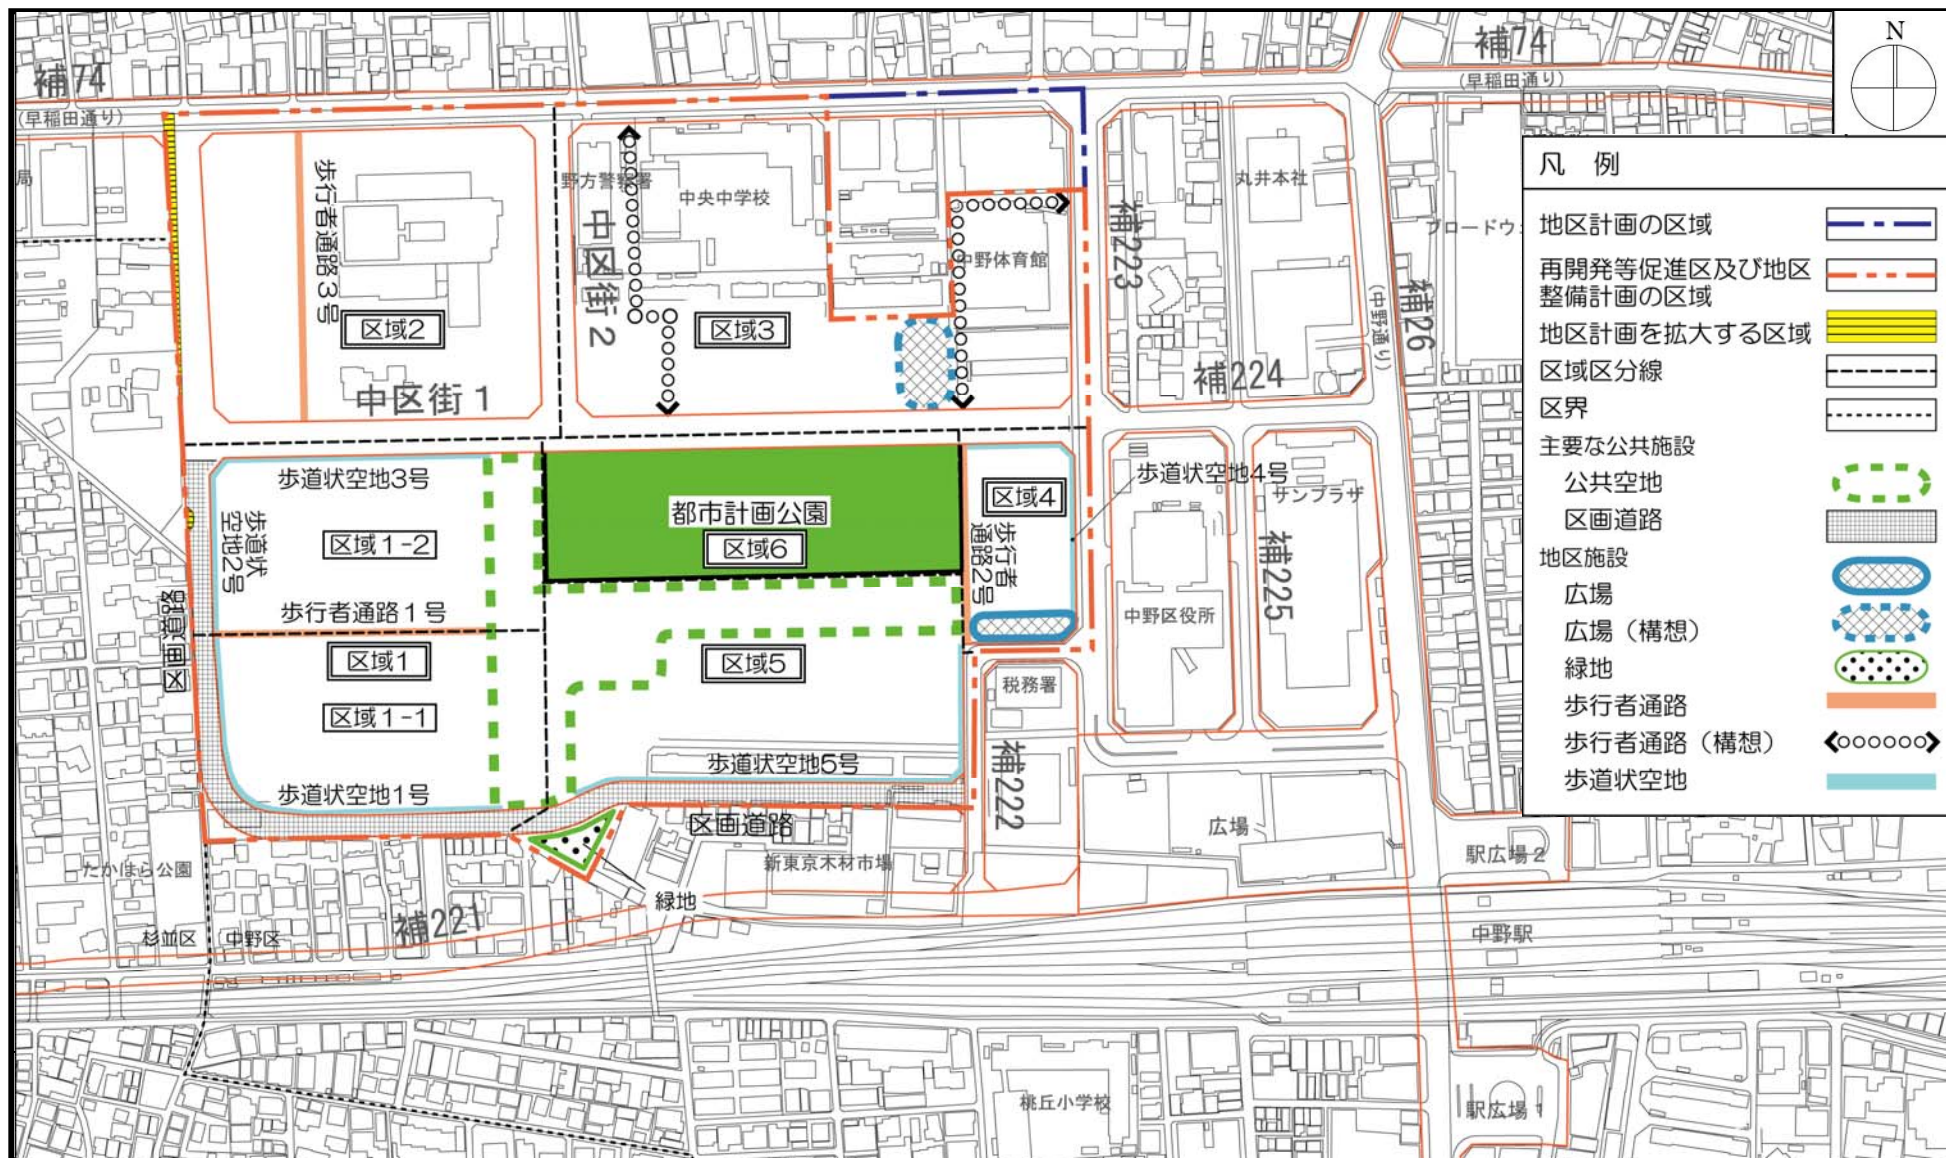 補74
(早稲田通り)
補74
(早稲田通り)
N
局
歩行者通路3号
野方警察署
中央中学校
丸井本社
中区街2
補223
中野体育館
区域2
区域3
中区街1
補224
補26
(中野通り)
歩道状空地3号
歩道状
空地2号
区域1-2
都市計画公園
区域6
区域4
歩道状空地4号
歩行者
通路2号
サンプラザ
補225
中野区役所
区画道路
歩行者通路1号
区域1
区域5
税務署
区域1-1
歩道状空地5号
補222
歩道状空地1号
区画道路
広場
駅広場2
たかはら公園
新東京木材市場
緑地
補221
杉並区
中野区
中野駅
桃丘小学校
駅広場1
凡 例
地区計画の区域
再開発等促進区及び地区
整備計画の区域
地区計画を拡大する区域
区域区分線
区界
主要な公共施設
公共空地
区画道路
地区施設
広場
広場（構想）
緑地
歩行者通路
歩行者通路（構想）
歩道状空地